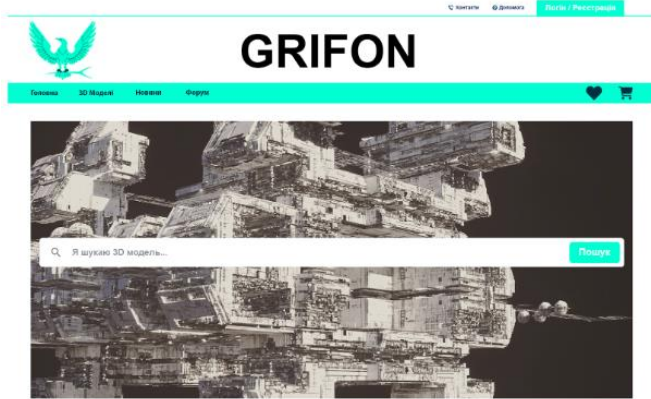 Контакти Допомога Логін / Реєстрація
GRIFON
Головна 3D Моделі Новини Форум
Я шукаю 3D модель... Пошук